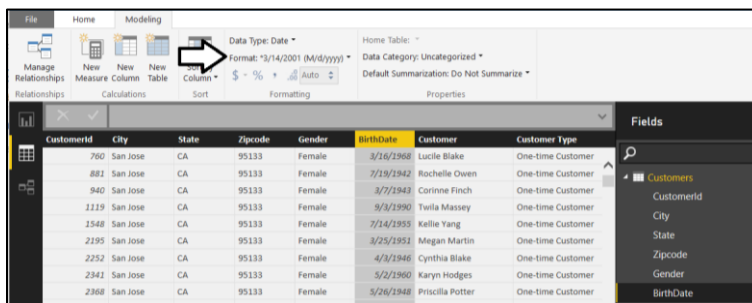 File Home Modeling
Data Type: Date
Home Table:
Format: *3/14/2001 (M/d/yyyy)
Data Category: Uncategorized
Manage Relationships
New Measure
New Column
New Table
Column
$ % , Auto
Default Summarization: Do Not Summarize
Relationships Calculations Sort Formatting Properties
Fields
CustomerId City State Zipcode Gender BirthDate Customer Customer Type
760 San Jose CA 95133 Female 3/16/1968 Lucile Blake One-time Customer
881 San Jose CA 95133 Female 7/19/1942 Rochelle Owen One-time Customer
940 San Jose CA 95133 Female 3/7/1943 Corinne Finch One-time Customer
1119 San Jose CA 95133 Female 9/3/1990 Twila Massey One-time Customer
1548 San Jose CA 95133 Female 7/14/1955 Kellie Yang One-time Customer
2195 San Jose CA 95133 Female 3/25/1951 Megan Martin One-time Customer
2252 San Jose CA 95133 Female 4/3/1946 Cynthia Blake One-time Customer
2341 San Jose CA 95133 Female 5/2/1960 Karyn Hodges One-time Customer
2368 San Jose CA 95133 Female 5/26/1948 Priscilla Potter One-time Customer
Customers
CustomerId
City
State
Zipcode
Gender
BirthDate